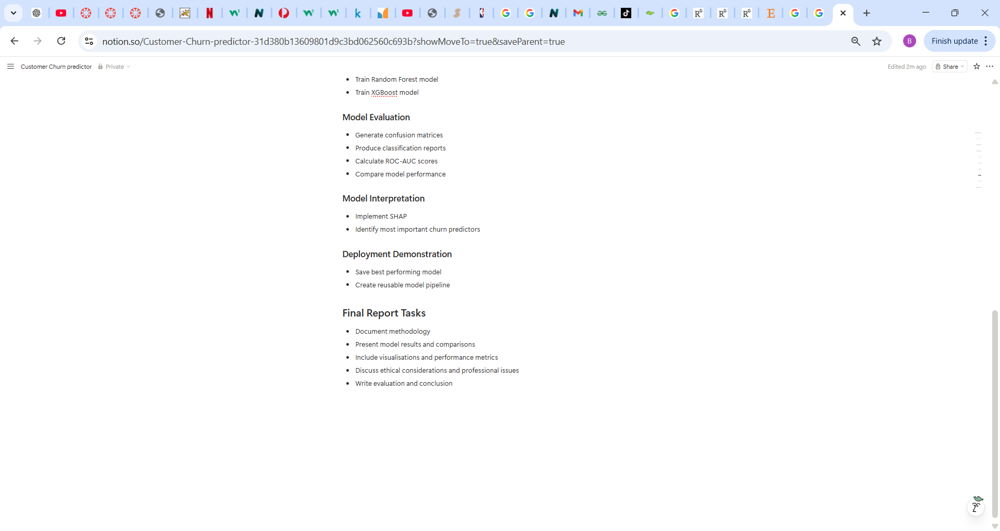 notion.so/Customer-Churn-predictor-31d380b13609801d9c3bd062560c693b?showMoveTo=true&saveParent=true
B
Finish update
Customer Churn predictor
Private
Edited 2m ago
Share
• Train Random Forest model
• Train XGBoost model
Model Evaluation
• Generate confusion matrices
• Produce classification reports
• Calculate ROC-AUC scores
• Compare model performance
Model Interpretation
• Implement SHAP
• Identify most important churn predictors
Deployment Demonstration
• Save best performing model
• Create reusable model pipeline
Final Report Tasks
• Document methodology
• Present model results and comparisons
• Include visualisations and performance metrics
• Discuss ethical considerations and professional issues
• Write evaluation and conclusion